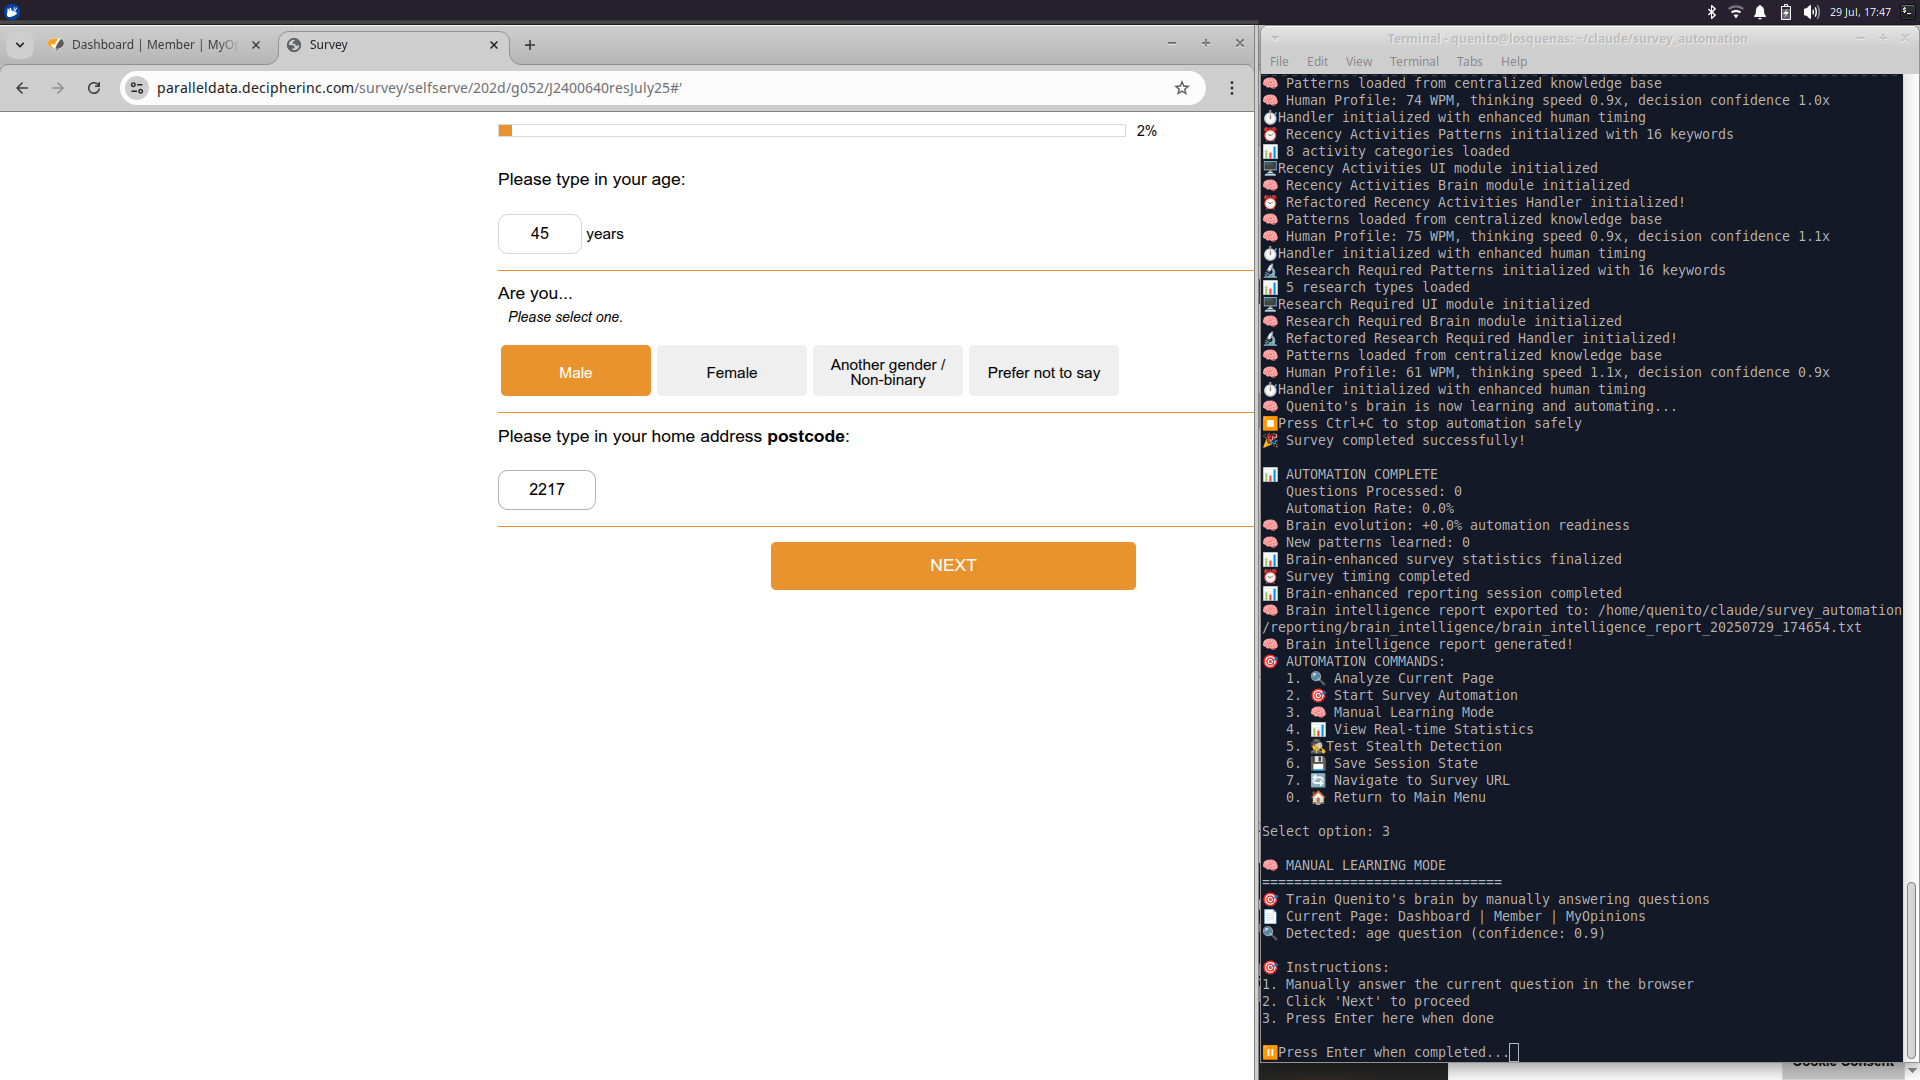 29 Jul, 17:47
Dashboard | Member | MyO
Survey
paralleldata.decipherinc.com/survey/selfserve/202d/g052/J2400640resJuly25#'
2%
Please type in your age:
45 years
Are you...
Please select one.
Male
Female
Another gender /
Non-binary
Prefer not to say
Please type in your home address postcode:
2217
NEXT
Terminal - quenito@losquenas: ~/claude/survey_automation
File Edit View Terminal Tabs Help
🧠 Patterns loaded from centralized knowledge base
🧠 Human Profile: 74 WPM, thinking speed 0.9x, decision confidence 1.0x
⏱️Handler initialized with enhanced human timing
⏰ Recency Activities Patterns initialized with 16 keywords
📊 8 activity categories loaded
🖥️Recency Activities UI module initialized
🧠 Recency Activities Brain module initialized
⏰ Refactored Recency Activities Handler initialized!
🧠 Patterns loaded from centralized knowledge base
🧠 Human Profile: 75 WPM, thinking speed 0.9x, decision confidence 1.1x
⏱️Handler initialized with enhanced human timing
🔬 Research Required Patterns initialized with 16 keywords
📊 5 research types loaded
🖥️Research Required UI module initialized
🧠 Research Required Brain module initialized
🔬 Refactored Research Required Handler initialized!
🧠 Patterns loaded from centralized knowledge base
🧠 Human Profile: 61 WPM, thinking speed 1.1x, decision confidence 0.9x
⏱️Handler initialized with enhanced human timing
🧠 Quenito's brain is now learning and automating...
⏹️Press Ctrl+C to stop automation safely
🎉 Survey completed successfully!
📊 AUTOMATION COMPLETE
Questions Processed: 0
Automation Rate: 0.0%
🧠 Brain evolution: +0.0% automation readiness
🧠 New patterns learned: 0
📊 Brain-enhanced survey statistics finalized
⏰ Survey timing completed
📊 Brain-enhanced reporting session completed
🧠 Brain intelligence report exported to: /home/quenito/claude/survey_automation
/reporting/brain_intelligence/brain_intelligence_report_20250729_174654.txt
🧠 Brain intelligence report generated!
🎯 AUTOMATION COMMANDS:
1. 🔍 Analyze Current Page
2. 🎯 Start Survey Automation
3. 🧠 Manual Learning Mode
4. 📊 View Real-time Statistics
5. 🕵️Test Stealth Detection
6. 💾 Save Session State
7. 🔄 Navigate to Survey URL
0. 🏠 Return to Main Menu
Select option: 3
🧠 MANUAL LEARNING MODE
==============================
🎯 Train Quenito's brain by manually answering questions
📄 Current Page: Dashboard | Member | MyOpinions
🔍 Detected: age question (confidence: 0.9)
🎯 Instructions:
1. Manually answer the current question in the browser
2. Click 'Next' to proceed
3. Press Enter here when done
⏸️Press Enter when completed...
Cookie Consent